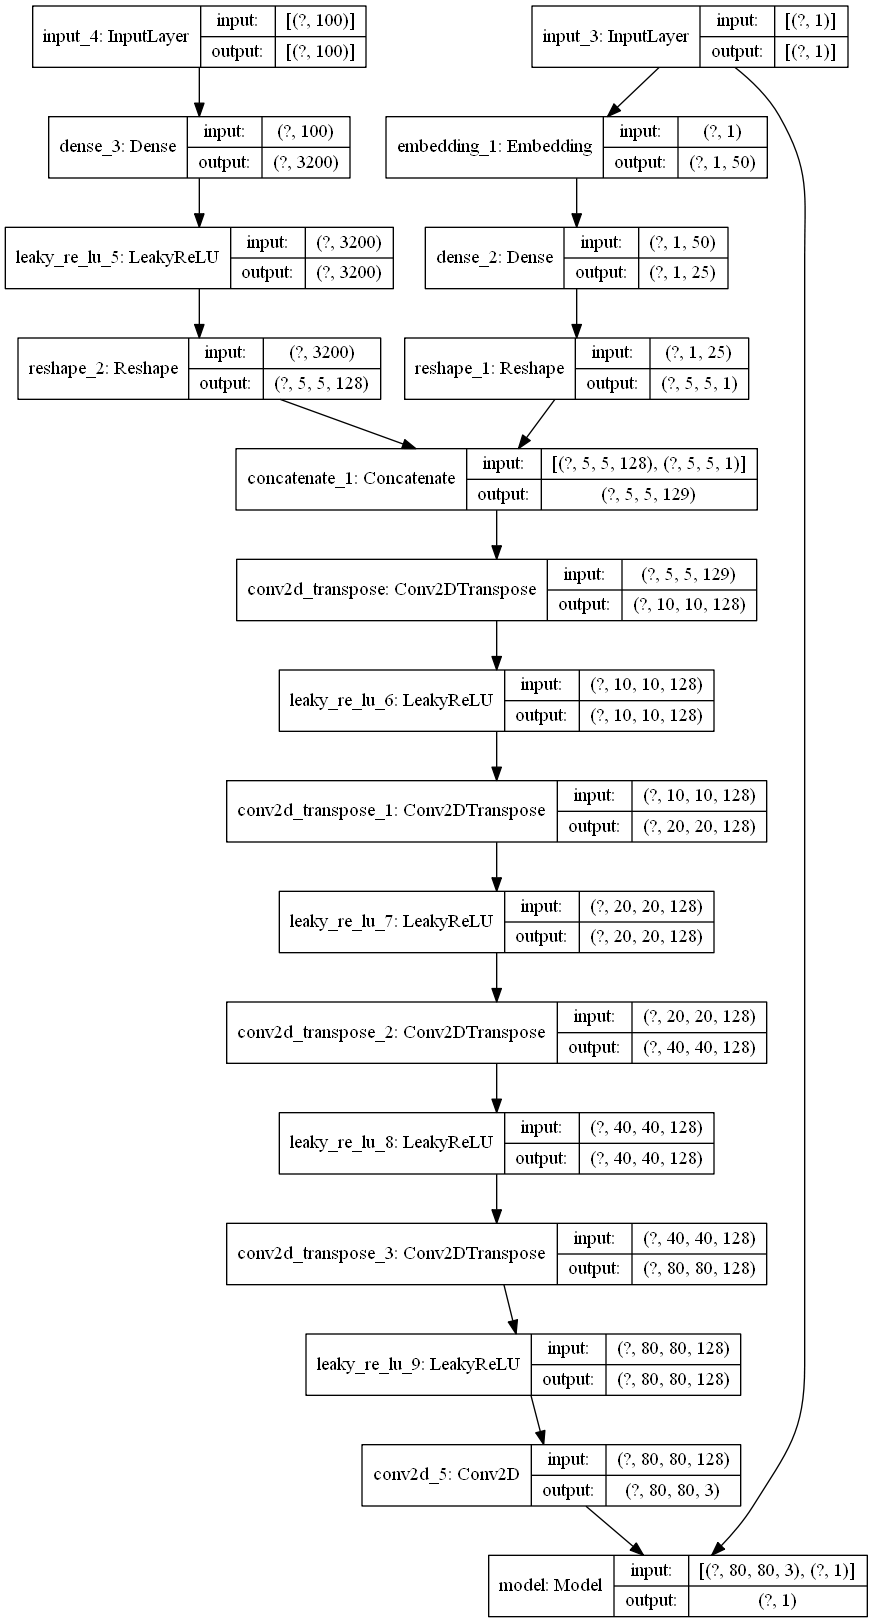 input_4: InputLayer
input: [(?, 100)]
output: [(?, 100)]
input_3: InputLayer
input: [(?, 1)]
output: [(?, 1)]
dense_3: Dense
input: (?, 100)
output: (?, 3200)
embedding_1: Embedding
input: (?, 1)
output: (?, 1, 50)
leaky_re_lu_5: LeakyReLU
input: (?, 3200)
output: (?, 3200)
dense_2: Dense
input: (?, 1, 50)
output: (?, 1, 25)
reshape_2: Reshape
input: (?, 3200)
output: (?, 5, 5, 128)
reshape_1: Reshape
input: (?, 1, 25)
output: (?, 5, 5, 1)
concatenate_1: Concatenate
input: [(?, 5, 5, 128), (?, 5, 5, 1)]
output: (?, 5, 5, 129)
conv2d_transpose: Conv2DTranspose
input: (?, 5, 5, 129)
output: (?, 10, 10, 128)
leaky_re_lu_6: LeakyReLU
input: (?, 10, 10, 128)
output: (?, 10, 10, 128)
conv2d_transpose_1: Conv2DTranspose
input: (?, 10, 10, 128)
output: (?, 20, 20, 128)
leaky_re_lu_7: LeakyReLU
input: (?, 20, 20, 128)
output: (?, 20, 20, 128)
conv2d_transpose_2: Conv2DTranspose
input: (?, 20, 20, 128)
output: (?, 40, 40, 128)
leaky_re_lu_8: LeakyReLU
input: (?, 40, 40, 128)
output: (?, 40, 40, 128)
conv2d_transpose_3: Conv2DTranspose
input: (?, 40, 40, 128)
output: (?, 80, 80, 128)
leaky_re_lu_9: LeakyReLU
input: (?, 80, 80, 128)
output: (?, 80, 80, 128)
conv2d_5: Conv2D
input: (?, 80, 80, 128)
output: (?, 80, 80, 3)
model: Model
input: [(?, 80, 80, 3), (?, 1)]
output: (?, 1)